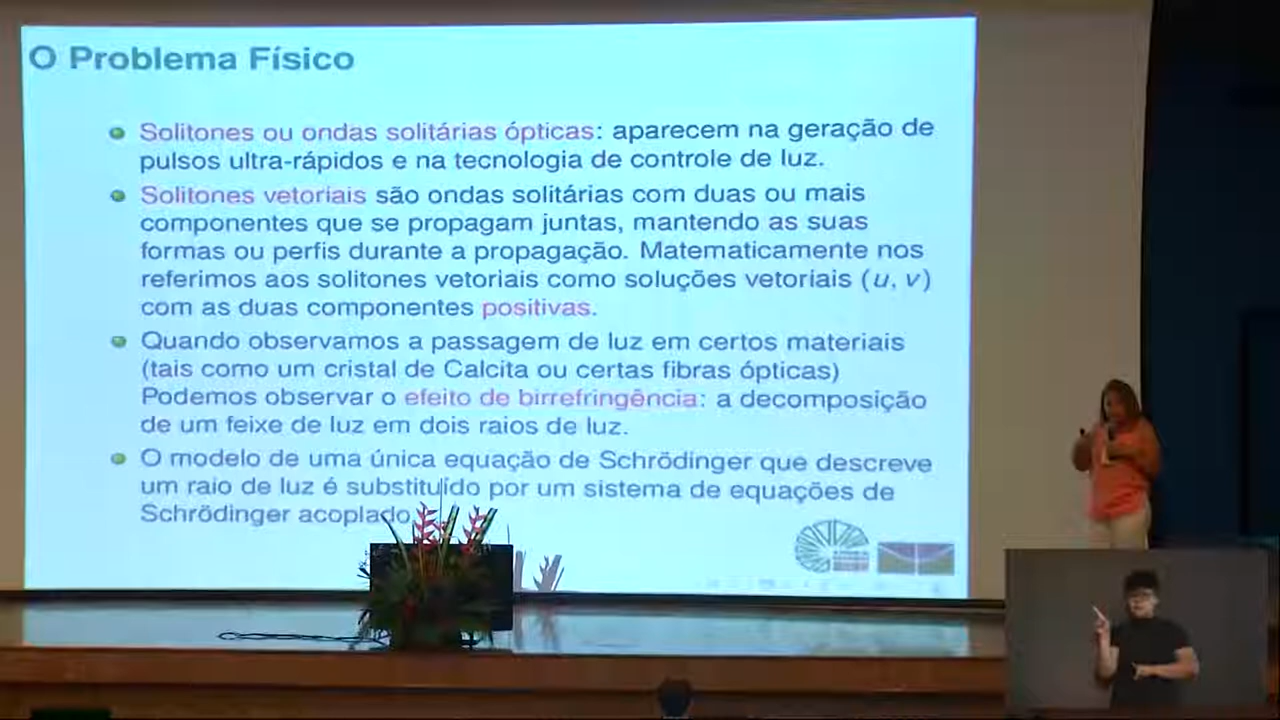 O Problema Físico
Solitones ou ondas solitárias ópticas: aparecem na geração de
pulsos ultra-rápidos e na tecnologia de controle de luz.
Solitones vetoriais são ondas solitárias com duas ou mais
componentes que se propagam juntas, mantendo as suas
formas ou perfis durante a propagação. Matematicamente nos
referimos aos solitones vetoriais como soluções vetoriais (u, v)
com as duas componentes positivas.
Quando observamos a passagem de luz em certos materiais
(tais como um cristal de Calcita ou certas fibras ópticas)
Podemos observar o efeito de birrefringência: a decomposição
de um feixe de luz em dois raios de luz.
O modelo de uma única equação de Schrödinger que descreve
um raio de luz é substituído por um sistema de equações de
Schrödinger acoplado